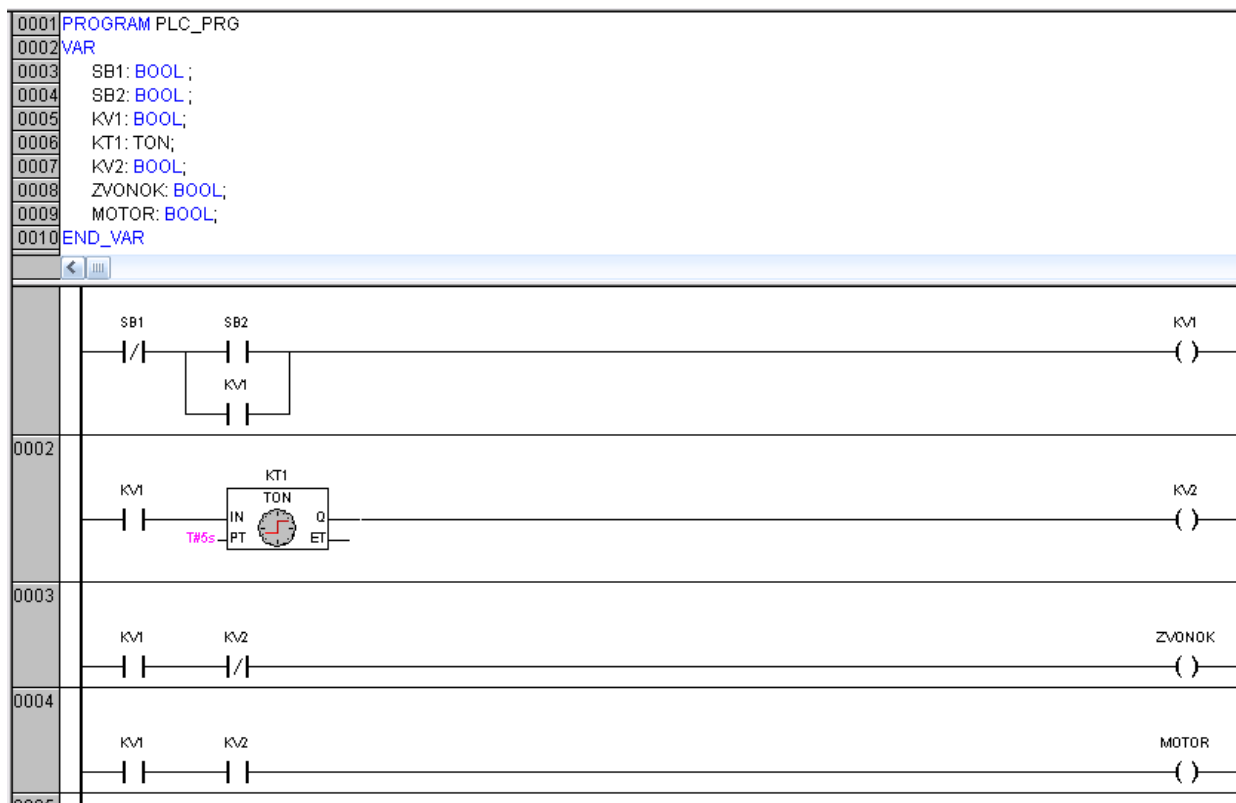 0001 PROGRAM PLC_PRG
0002 VAR
0003 SB1: BOOL ;
0004 SB2: BOOL ;
0005 KV1: BOOL;
0006 KT1: TON;
0007 KV2: BOOL;
0008 ZVONOK: BOOL;
0009 MOTOR: BOOL;
0010 END_VAR
SB1 SB2 KV1
KV1
0002
KT1
KV1 TON KV2
IN Q
T#5s PT ET
0003
KV1 KV2 ZVONOK
0004
KV1 KV2 MOTOR